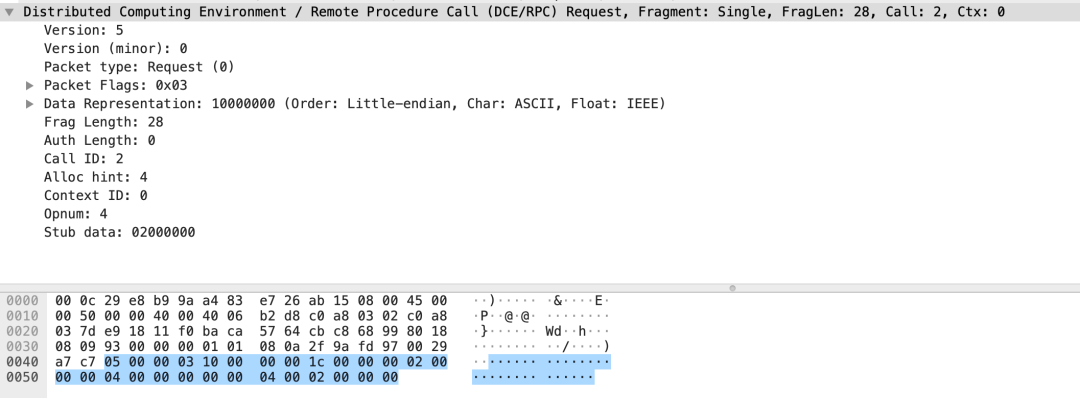 Distributed Computing Environment / Remote Procedure Call (DCE/RPC) Request, Fragment: Single, FragLen: 28, Call: 2, Ctx: 0
Version: 5
Version (minor): 0
Packet type: Request (0)
Packet Flags: 0x03
Data Representation: 10000000 (Order: Little-endian, Char: ASCII, Float: IEEE)
Frag Length: 28
Auth Length: 0
Call ID: 2
Alloc hint: 4
Context ID: 0
Opnum: 4
Stub data: 02000000
0000 00 0c 29 e8 b9 9a a4 83 e7 26 ab 15 08 00 45 00 ··)····· ·&····E·
0010 00 50 00 00 40 00 40 06 b2 d8 c0 a8 03 02 c0 a8 ·P··@·@· ········
0020 03 7d e9 18 11 f0 ba ca 57 64 cb c8 68 99 80 18 ·}······ Wd··h···
0030 08 09 93 00 00 00 01 01 08 0a 2f 9a fd 97 00 29 ········ ··/····)
0040 a7 c7 05 00 00 03 10 00 00 00 1c 00 00 00 02 00 ········ ········
0050 00 00 04 00 00 00 00 00 04 00 02 00 00 00 ········ ······